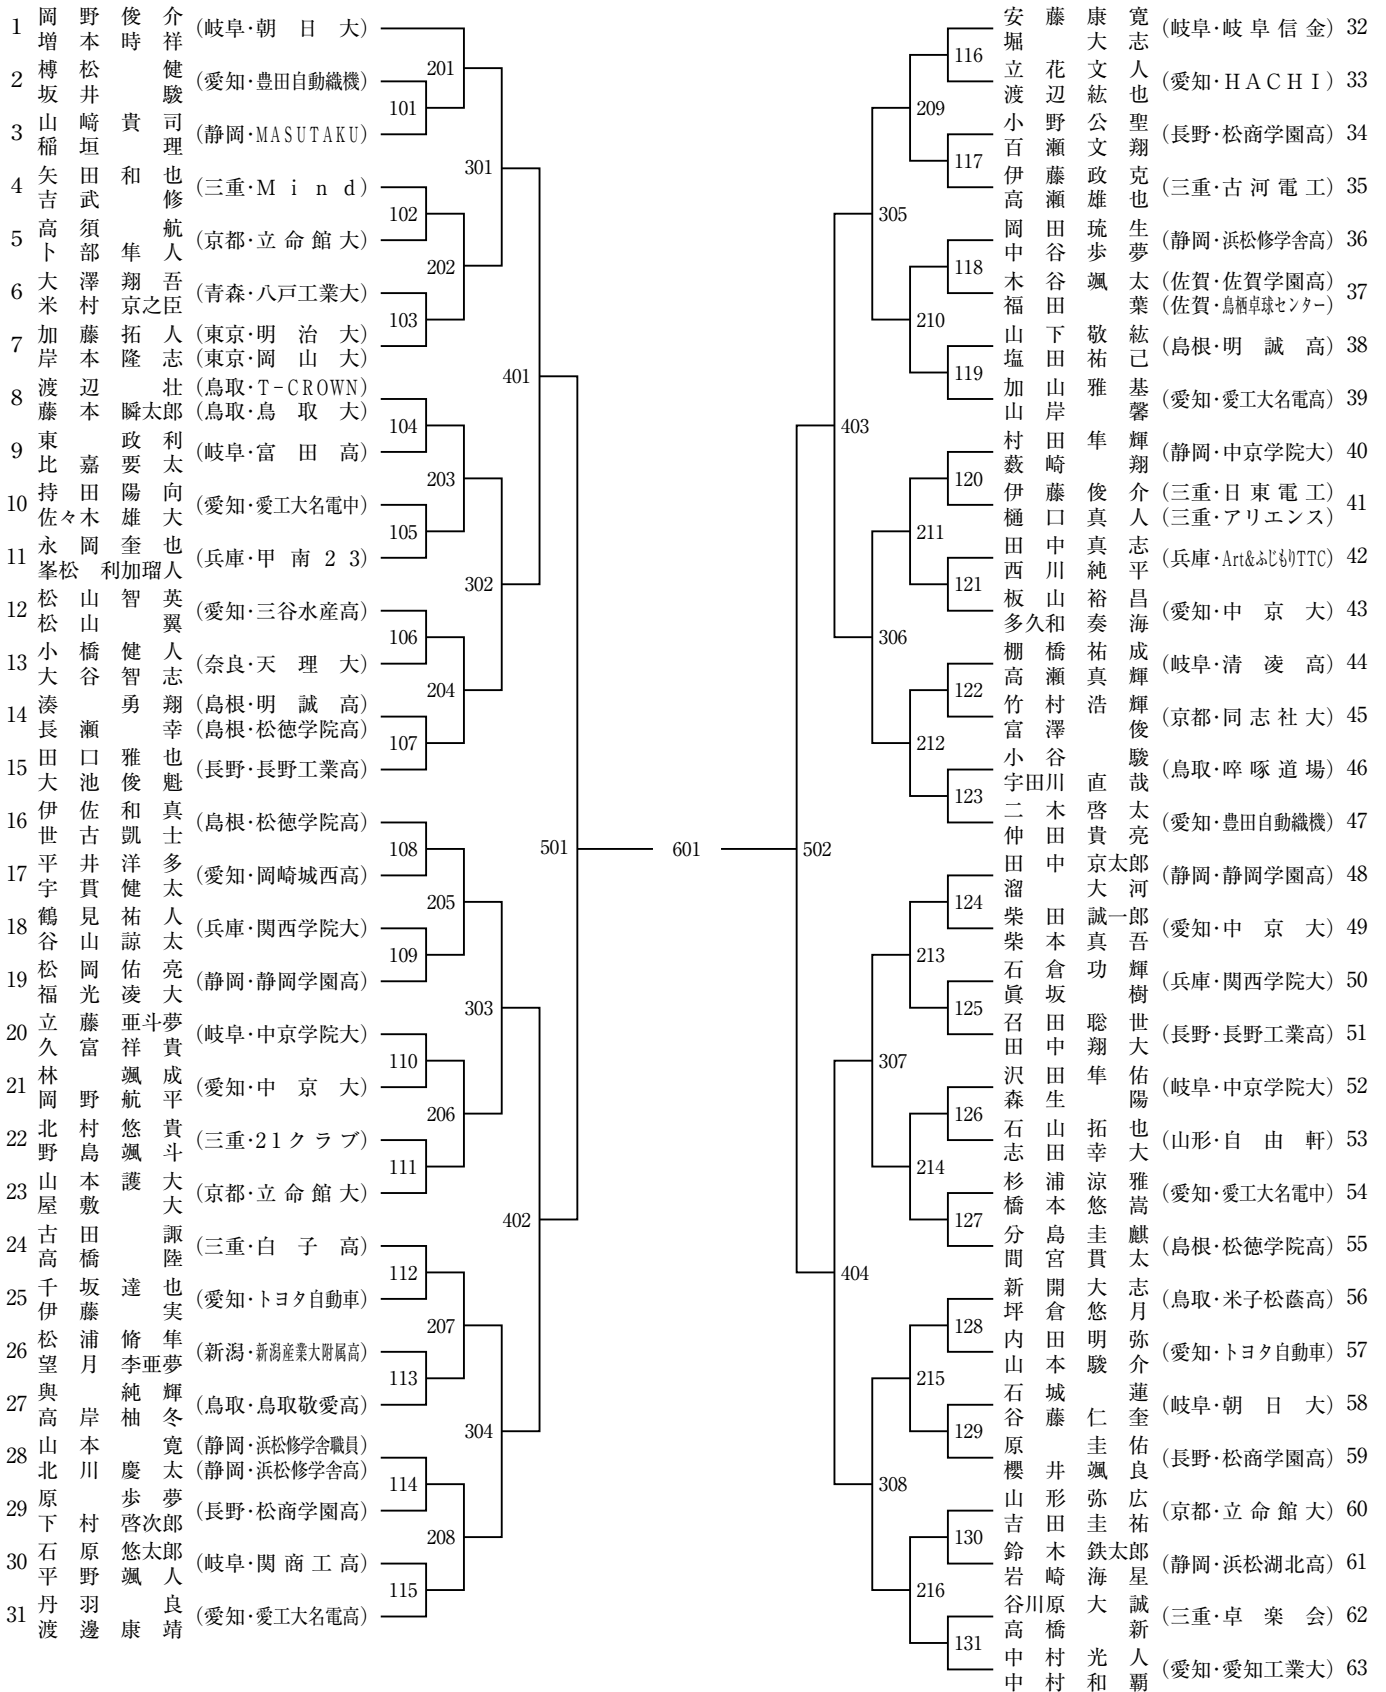 1 岡野俊介 増本時祥 (岐阜・朝日大)
2 榑松健 坂井駿 (愛知・豊田自動織機)
3 山﨑貴司 稲垣理 (静岡・MASUTAKU)
4 矢田和也 吉武修 (三重・Mind)
5 高須航 卜部隼人 (京都・立命館大)
6 大澤翔吾 米村京之臣 (青森・八戸工業大)
7 加藤拓人 (東京・明治大)
岸本隆志 (東京・岡山大)
8 渡辺壮 (鳥取・T-CROWN)
藤本瞬太郎 (鳥取・鳥取大)
9 東政利 比嘉要太 (岐阜・富田高)
10 持田陽向 佐々木雄大 (愛知・愛工大名電中)
11 永岡奎也 峯松利加瑠人 (兵庫・甲南23)
12 松山智英 松山翼 (愛知・三谷水産高)
13 小橋健人 大谷智志 (奈良・天理大)
14 湊勇翔 (島根・明誠高)
長瀬幸 (島根・松徳学院高)
15 田口雅也 大池俊魁 (長野・長野工業高)
16 伊佐和真 世古凱士 (島根・松徳学院高)
17 平井洋多 宇貫健太 (愛知・岡崎城西高)
18 鶴見祐人 谷山諒太 (兵庫・関西学院大)
19 松岡佑亮 福光凌大 (静岡・静岡学園高)
20 立藤亜斗夢 久富祥貴 (岐阜・中京学院大)
21 林颯成 岡野航平 (愛知・中京大)
22 北村悠貴 野島颯斗 (三重・21クラブ)
23 山本護大 屋敷大 (京都・立命館大)
24 古田諏 高橋陸 (三重・白子高)
25 千坂達也 伊藤実 (愛知・トヨタ自動車)
26 松浦脩隼 望月李亜夢 (新潟・新潟産業大附属高)
27 與純輝 高岸柚冬 (鳥取・鳥取敬愛高)
28 山本寛 (静岡・浜松修学舎職員)
北川慶太 (静岡・浜松修学舎高)
29 原歩夢 下村啓次郎 (長野・松商学園高)
30 石原悠太郎 平野颯人 (岐阜・関商工高)
31 丹羽良 渡邊康靖 (愛知・愛工大名電高)
101
102
103
104
105
106
107
108
109
110
111
112
113
114
115
201
202
203
204
205
206
207
208
301
302
303
304
401
402
501
601
502
403
404
305
306
307
308
209
210
211
212
213
214
215
216
116
117
118
119
120
121
122
123
124
125
126
127
128
129
130
131
安藤康寛 堀大志 (岐阜・岐阜信金) 32
立花文人 渡辺紘也 (愛知・HACHI) 33
小野公聖 百瀬文翔 (長野・松商学園高) 34
伊藤政克 高瀬雄也 (三重・古河電工) 35
岡田琉生 中谷歩夢 (静岡・浜松修学舎高) 36
木谷颯太 (佐賀・佐賀学園高) 37
福田葉 (佐賀・鳥栖卓球センター)
山下敬紘 塩田祐己 (島根・明誠高) 38
加山雅基 山岸馨 (愛知・愛工大名電高) 39
村田隼輝 薮崎翔 (静岡・中京学院大) 40
伊藤俊介 (三重・日東電工) 41
樋口真人 (三重・アリエンス)
田中真志 西川純平 (兵庫・Art&ふじもりTTC) 42
板山裕昌 多久和奏海 (愛知・中京大) 43
棚橋祐成 高瀬真輝 (岐阜・清凌高) 44
竹村浩輝 富澤俊 (京都・同志社大) 45
小谷駿 宇田川直哉 (鳥取・啐啄道場) 46
二木啓太 仲田貴亮 (愛知・豊田自動織機) 47
田中京太郎 溜大河 (静岡・静岡学園高) 48
柴田誠一郎 柴本真吾 (愛知・中京大) 49
石倉功輝 眞坂樹 (兵庫・関西学院大) 50
召田聡世 田中翔大 (長野・長野工業高) 51
沢田隼佑 森生陽 (岐阜・中京学院大) 52
石山拓也 志田幸大 (山形・自由軒) 53
杉浦涼雅 橋本悠嵩 (愛知・愛工大名電中) 54
分島圭麒 間宮貫太 (島根・松徳学院高) 55
新開大志 坪倉悠月 (鳥取・米子松蔭高) 56
内田明弥 山本駿介 (愛知・トヨタ自動車) 57
石城蓮 谷藤仁奎 (岐阜・朝日大) 58
原圭佑 櫻井颯良 (長野・松商学園高) 59
山形弥広 吉田圭祐 (京都・立命館大) 60
鈴木鉄太郎 岩崎海星 (静岡・浜松湖北高) 61
谷川原大誠 高橋新 (三重・卓楽会) 62
中村光人 中村和覇 (愛知・愛知工業大) 63